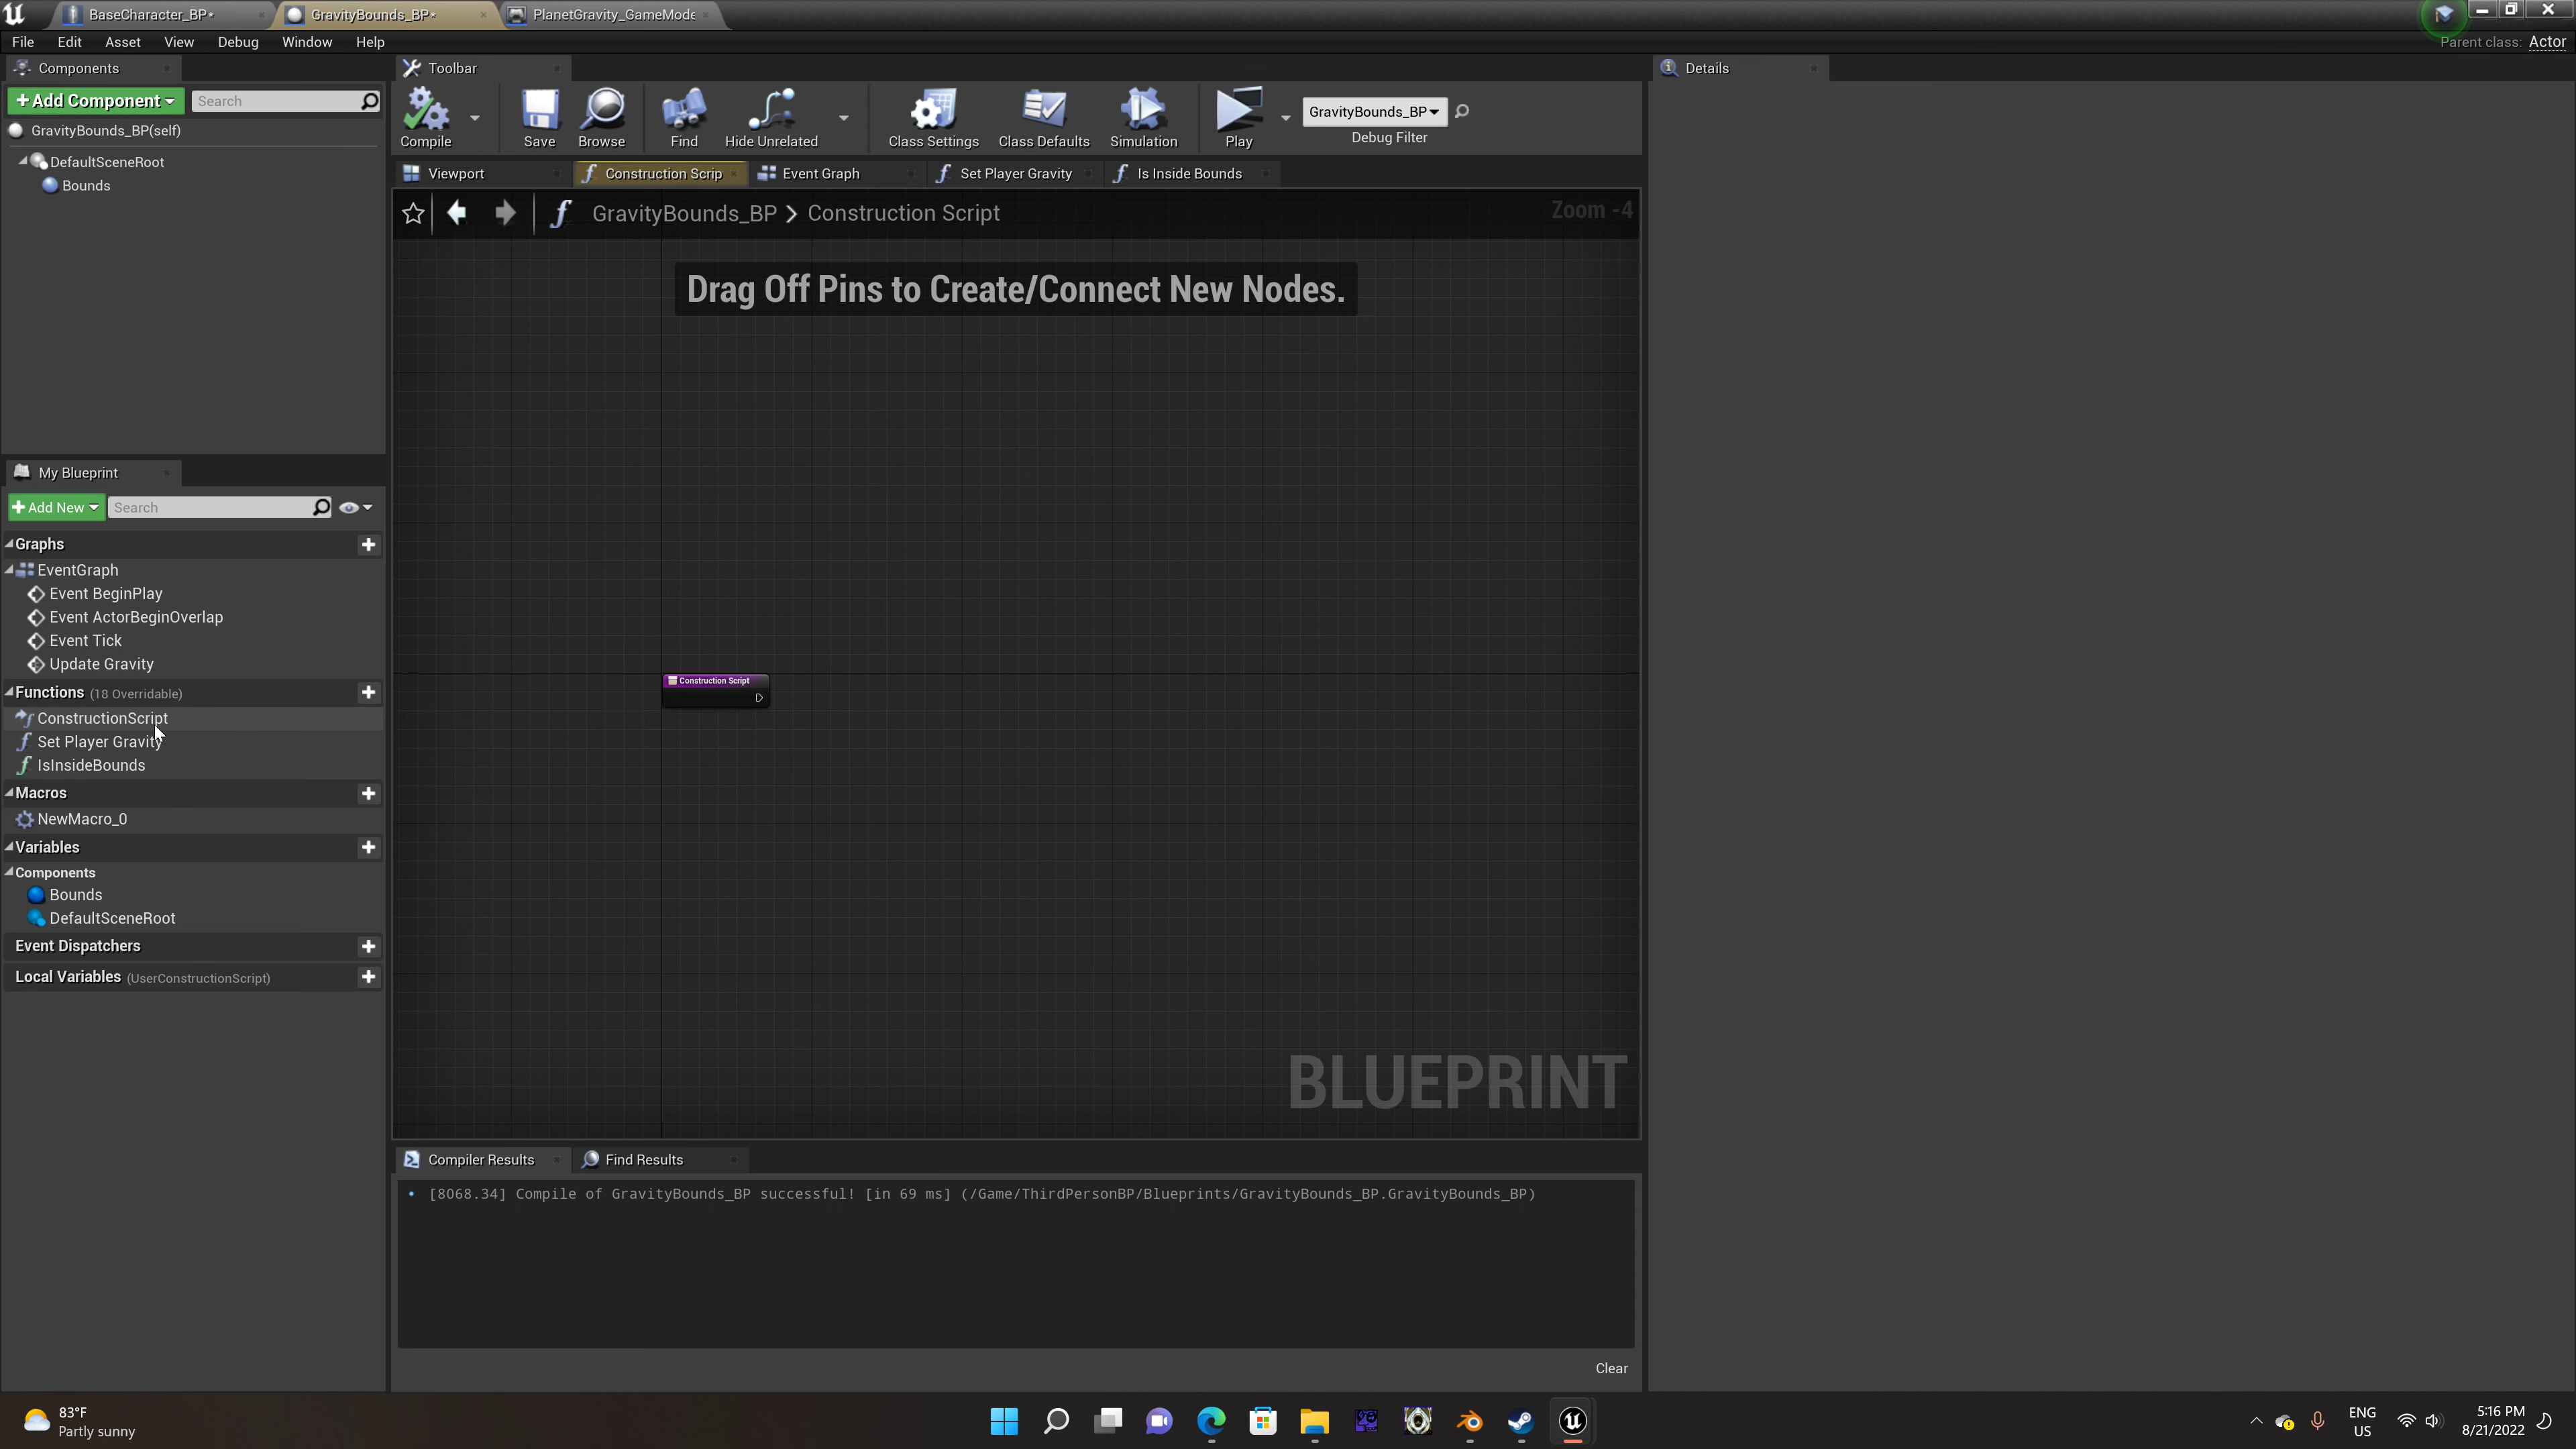 BaseCharacter_BP*
GravityBounds_BP*
PlanetGravity_GameMode
File Edit Asset View Debug Window Help
Parent class: Actor
Components
Toolbar
Details
Add Component
Search
GravityBounds_BP(self)
DefaultSceneRoot
Bounds
Compile
Save
Browse
Find
Hide Unrelated
Class Settings
Class Defaults
Simulation
Play
GravityBounds_BP
Debug Filter
Viewport
Construction Scrip
Event Graph
Set Player Gravity
Is Inside Bounds
GravityBounds_BP > Construction Script
Zoom -4
Drag Off Pins to Create/Connect New Nodes.
Construction Script
BLUEPRINT
My Blueprint
Add New
Search
Graphs
EventGraph
Event BeginPlay
Event ActorBeginOverlap
Event Tick
Update Gravity
Functions (18 Overridable)
ConstructionScript
Set Player Gravity
IsInsideBounds
Macros
NewMacro_0
Variables
Components
Bounds
DefaultSceneRoot
Event Dispatchers
Local Variables (UserConstructionScript)
Compiler Results
Find Results
[8068.34] Compile of GravityBounds_BP successful! [in 69 ms] (/Game/ThirdPersonBP/Blueprints/GravityBounds_BP.GravityBounds_BP)
Clear
83°F
Partly sunny
ENG
US
5:16 PM
8/21/2022